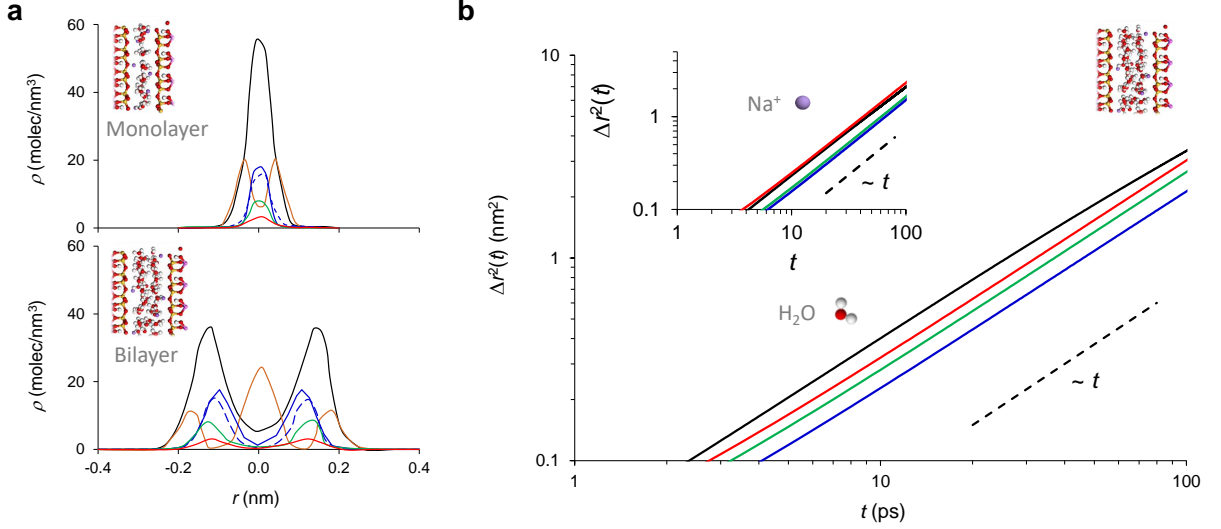 a
60
40
20
0
ρ (molec/nm³)
Monolayer
60
40
20
0
ρ (molec/nm³)
Bilayer
-0.4 -0.2 0.0 0.2 0.4
r (nm)
b
10
1
0.1
Δr²(t) (nm²)
1
0.1
Δr²(t)
Na⁺
~ t
1 10 100
t
H₂O
~ t
1 10 100
t (ps)